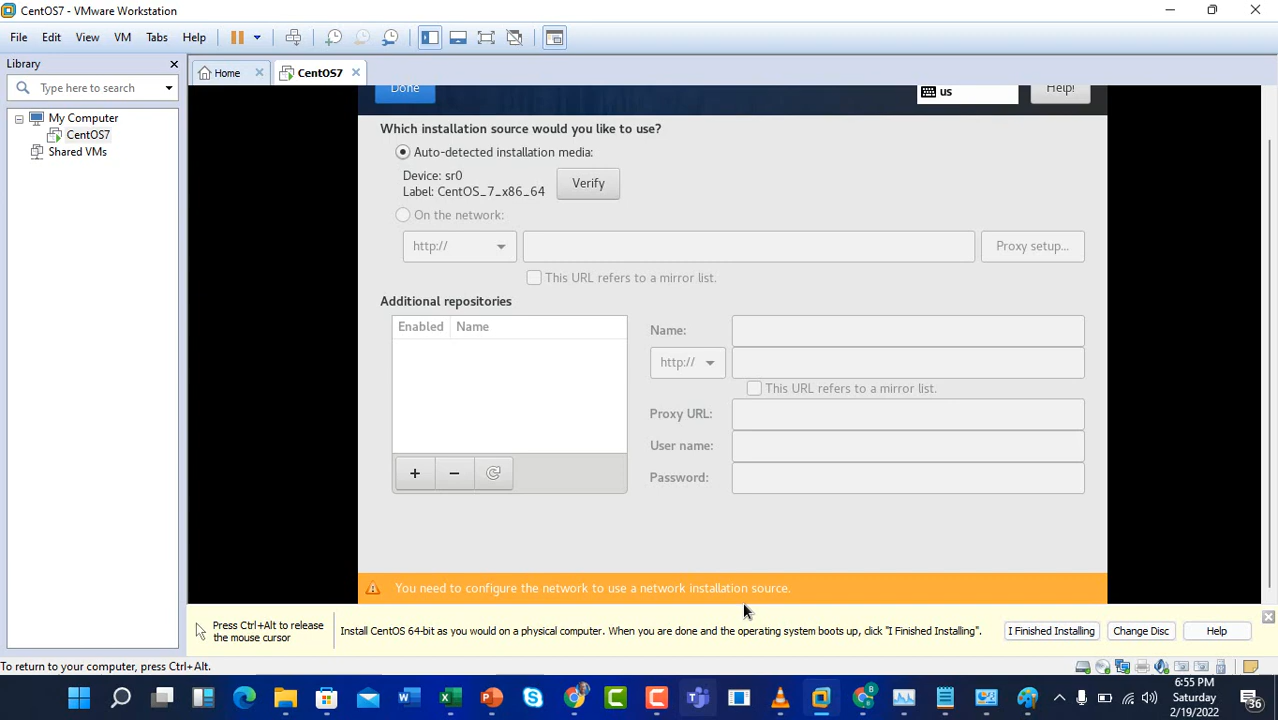 CentOS7 - VMware Workstation
File Edit View VM Tabs Help
Library
Type here to search
My Computer
CentOS7
Shared VMs
Home
CentOS7
Done
us
Help!
Which installation source would you like to use?
Auto-detected installation media:
Device: sr0
Label: CentOS_7_x86_64
Verify
On the network:
http://
Proxy setup...
This URL refers to a mirror list.
Additional repositories
Enabled Name
Name:
http://
This URL refers to a mirror list.
Proxy URL:
User name:
Password:
You need to configure the network to use a network installation source.
Press Ctrl+Alt to release
the mouse cursor
Install CentOS 64-bit as you would on a physical computer. When you are done and the operating system boots up, click "I Finished Installing".
I Finished Installing
Change Disc
Help
To return to your computer, press Ctrl+Alt.
6:55 PM
Saturday
2/19/2022
36